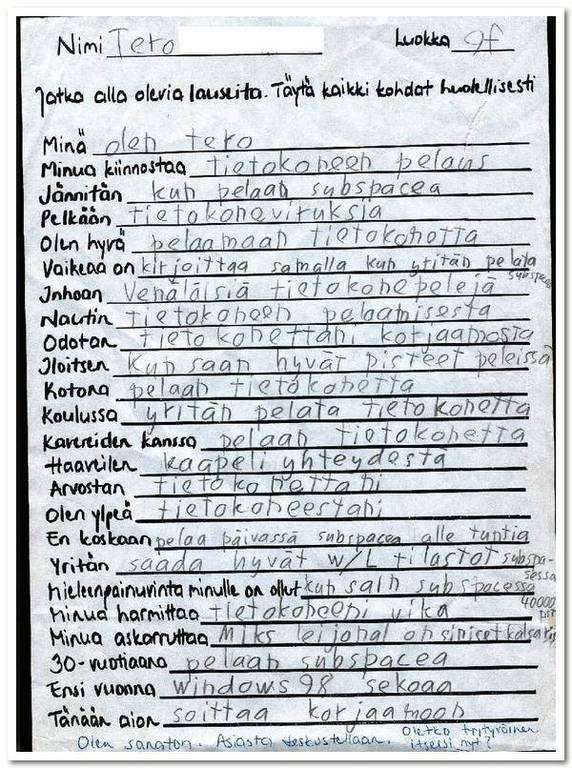 Nimi Tero Luokka 9f
Jatka alla olevia lauseita. Täytä kaikki kohdat huolellisesti
Minä olen tero
Minua kiinnostaa tietokoneen pelaus
Jännitän kun pelaan subspacea
Pelkään tietokoneviruksia
Olen hyvä pelaamaan tietokonetta
Vaikeaa on kirjoittaa samalla kun yritän pelata subspacea
Inhoan Venäläisiä tietokonepelejä
Nautin tietokoneen pelaamisesta
Odotan tietokonettani korjaamosta
Iloitsen Kun saan hyvät pisteet peleissä
Kotona pelaan tietokonetta
Koulussa yritän pelata tietokonetta
Kavereiden kanssa pelaan tietokonetta
Haaveilen kaapeliyhteydestä
Arvostan tietokonettani
Olen ylpeä tietokoneestani
En koskaan pelaa päivässä subspacea alle tuntia
Yritän saada hyvät w/L tilastot subspa-
sessa
Mieleenpainuvinta minulle on ollut kun sain subspacessa
40000
pst
Minua harmittaa tietokoneeni vika
Minua askarruttaa Miks leijonal on siniset kalsarit
30-vuotiaana pelaan subspacea
Ensi vuonna windows 98 sekoaa
Tänään aion soittaa korjaamoon
Olen sanaton. Asiasta keskustellaan. Oletko tyytyväinen
itseesi nyt?